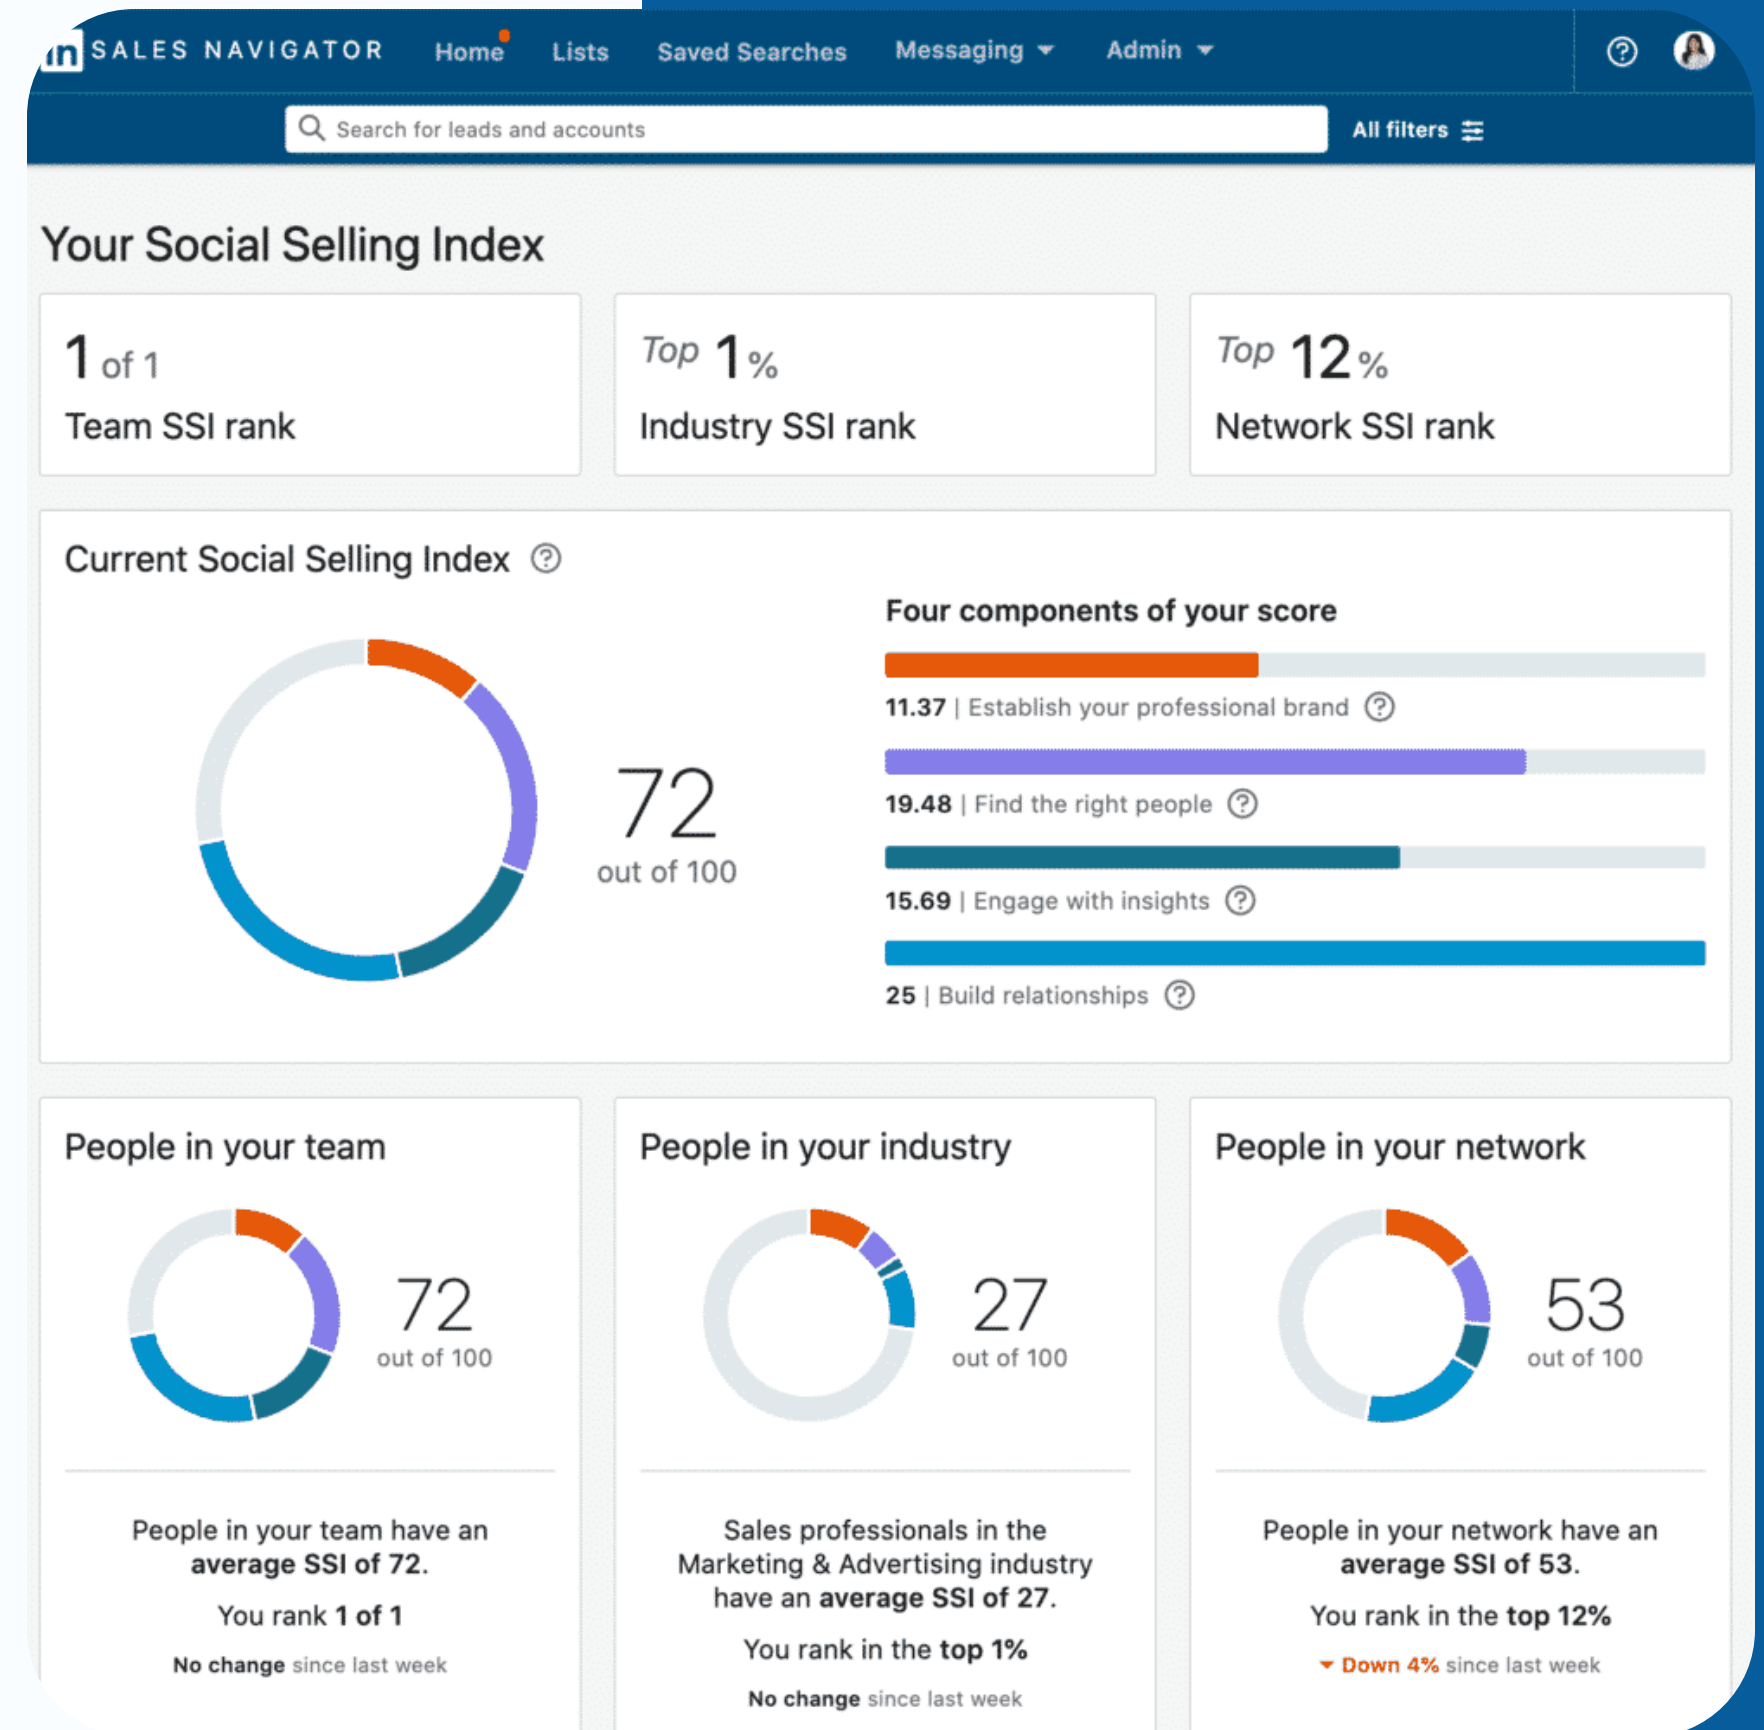 in SALES NAVIGATOR Home Lists Saved Searches Messaging Admin ?
Search for leads and accounts All filters
Your Social Selling Index
1 of 1
Team SSI rank
Top 1%
Industry SSI rank
Top 12%
Network SSI rank
Current Social Selling Index ?
72
out of 100
Four components of your score
11.37 | Establish your professional brand ?
19.48 | Find the right people ?
15.69 | Engage with insights ?
25 | Build relationships ?
People in your team
72
out of 100
People in your team have an
average SSI of 72.
You rank 1 of 1
No change since last week
People in your industry
27
out of 100
Sales professionals in the
Marketing & Advertising industry
have an average SSI of 27.
You rank in the top 1%
No change since last week
People in your network
53
out of 100
People in your network have an
average SSI of 53.
You rank in the top 12%
Down 4% since last week